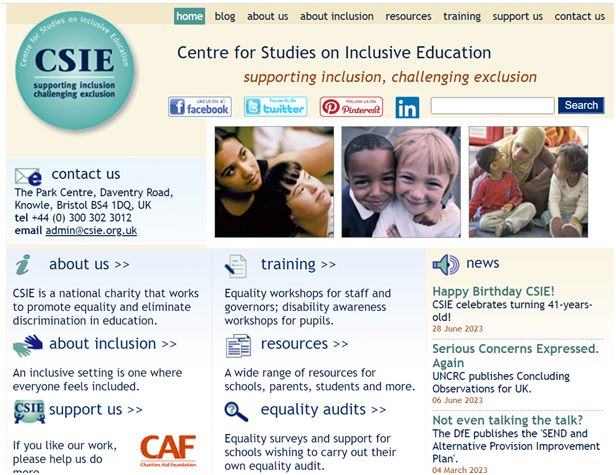 Centre for Studies on Inclusive Education
CSIE
supporting inclusion
challenging exclusion
home blog about us about inclusion resources training support us contact us
Centre for Studies on Inclusive Education
supporting inclusion, challenging exclusion
LIKE US ON facebook
Follow Us On twitter
FOLLOW US ON Pinterest
in
Search
contact us
The Park Centre, Daventry Road,
Knowle, Bristol BS4 1DQ, UK
tel +44 (0) 300 302 3012
email admin@csie.org.uk
about us >>
CSIE is a national charity that works
to promote equality and eliminate
discrimination in education.
training >>
Equality workshops for staff and
governors; disability awareness
workshops for pupils.
about inclusion >>
An inclusive setting is one where
everyone feels included.
resources >>
A wide range of resources for
schools, parents, students and more.
CSIE
support us >>
If you like our work,
please help us do
more
CAF
Charities Aid Foundation
equality audits >>
Equality surveys and support for
schools wishing to carry out their
own equality audit.
news
Happy Birthday CSIE!
CSIE celebrates turning 41-years-
old!
28 June 2023
Serious Concerns Expressed.
Again
UNCRC publishes Concluding
Observations for UK.
06 June 2023
Not even talking the talk?
The DfE publishes the 'SEND and
Alternative Provision Improvement
Plan'.
04 March 2023